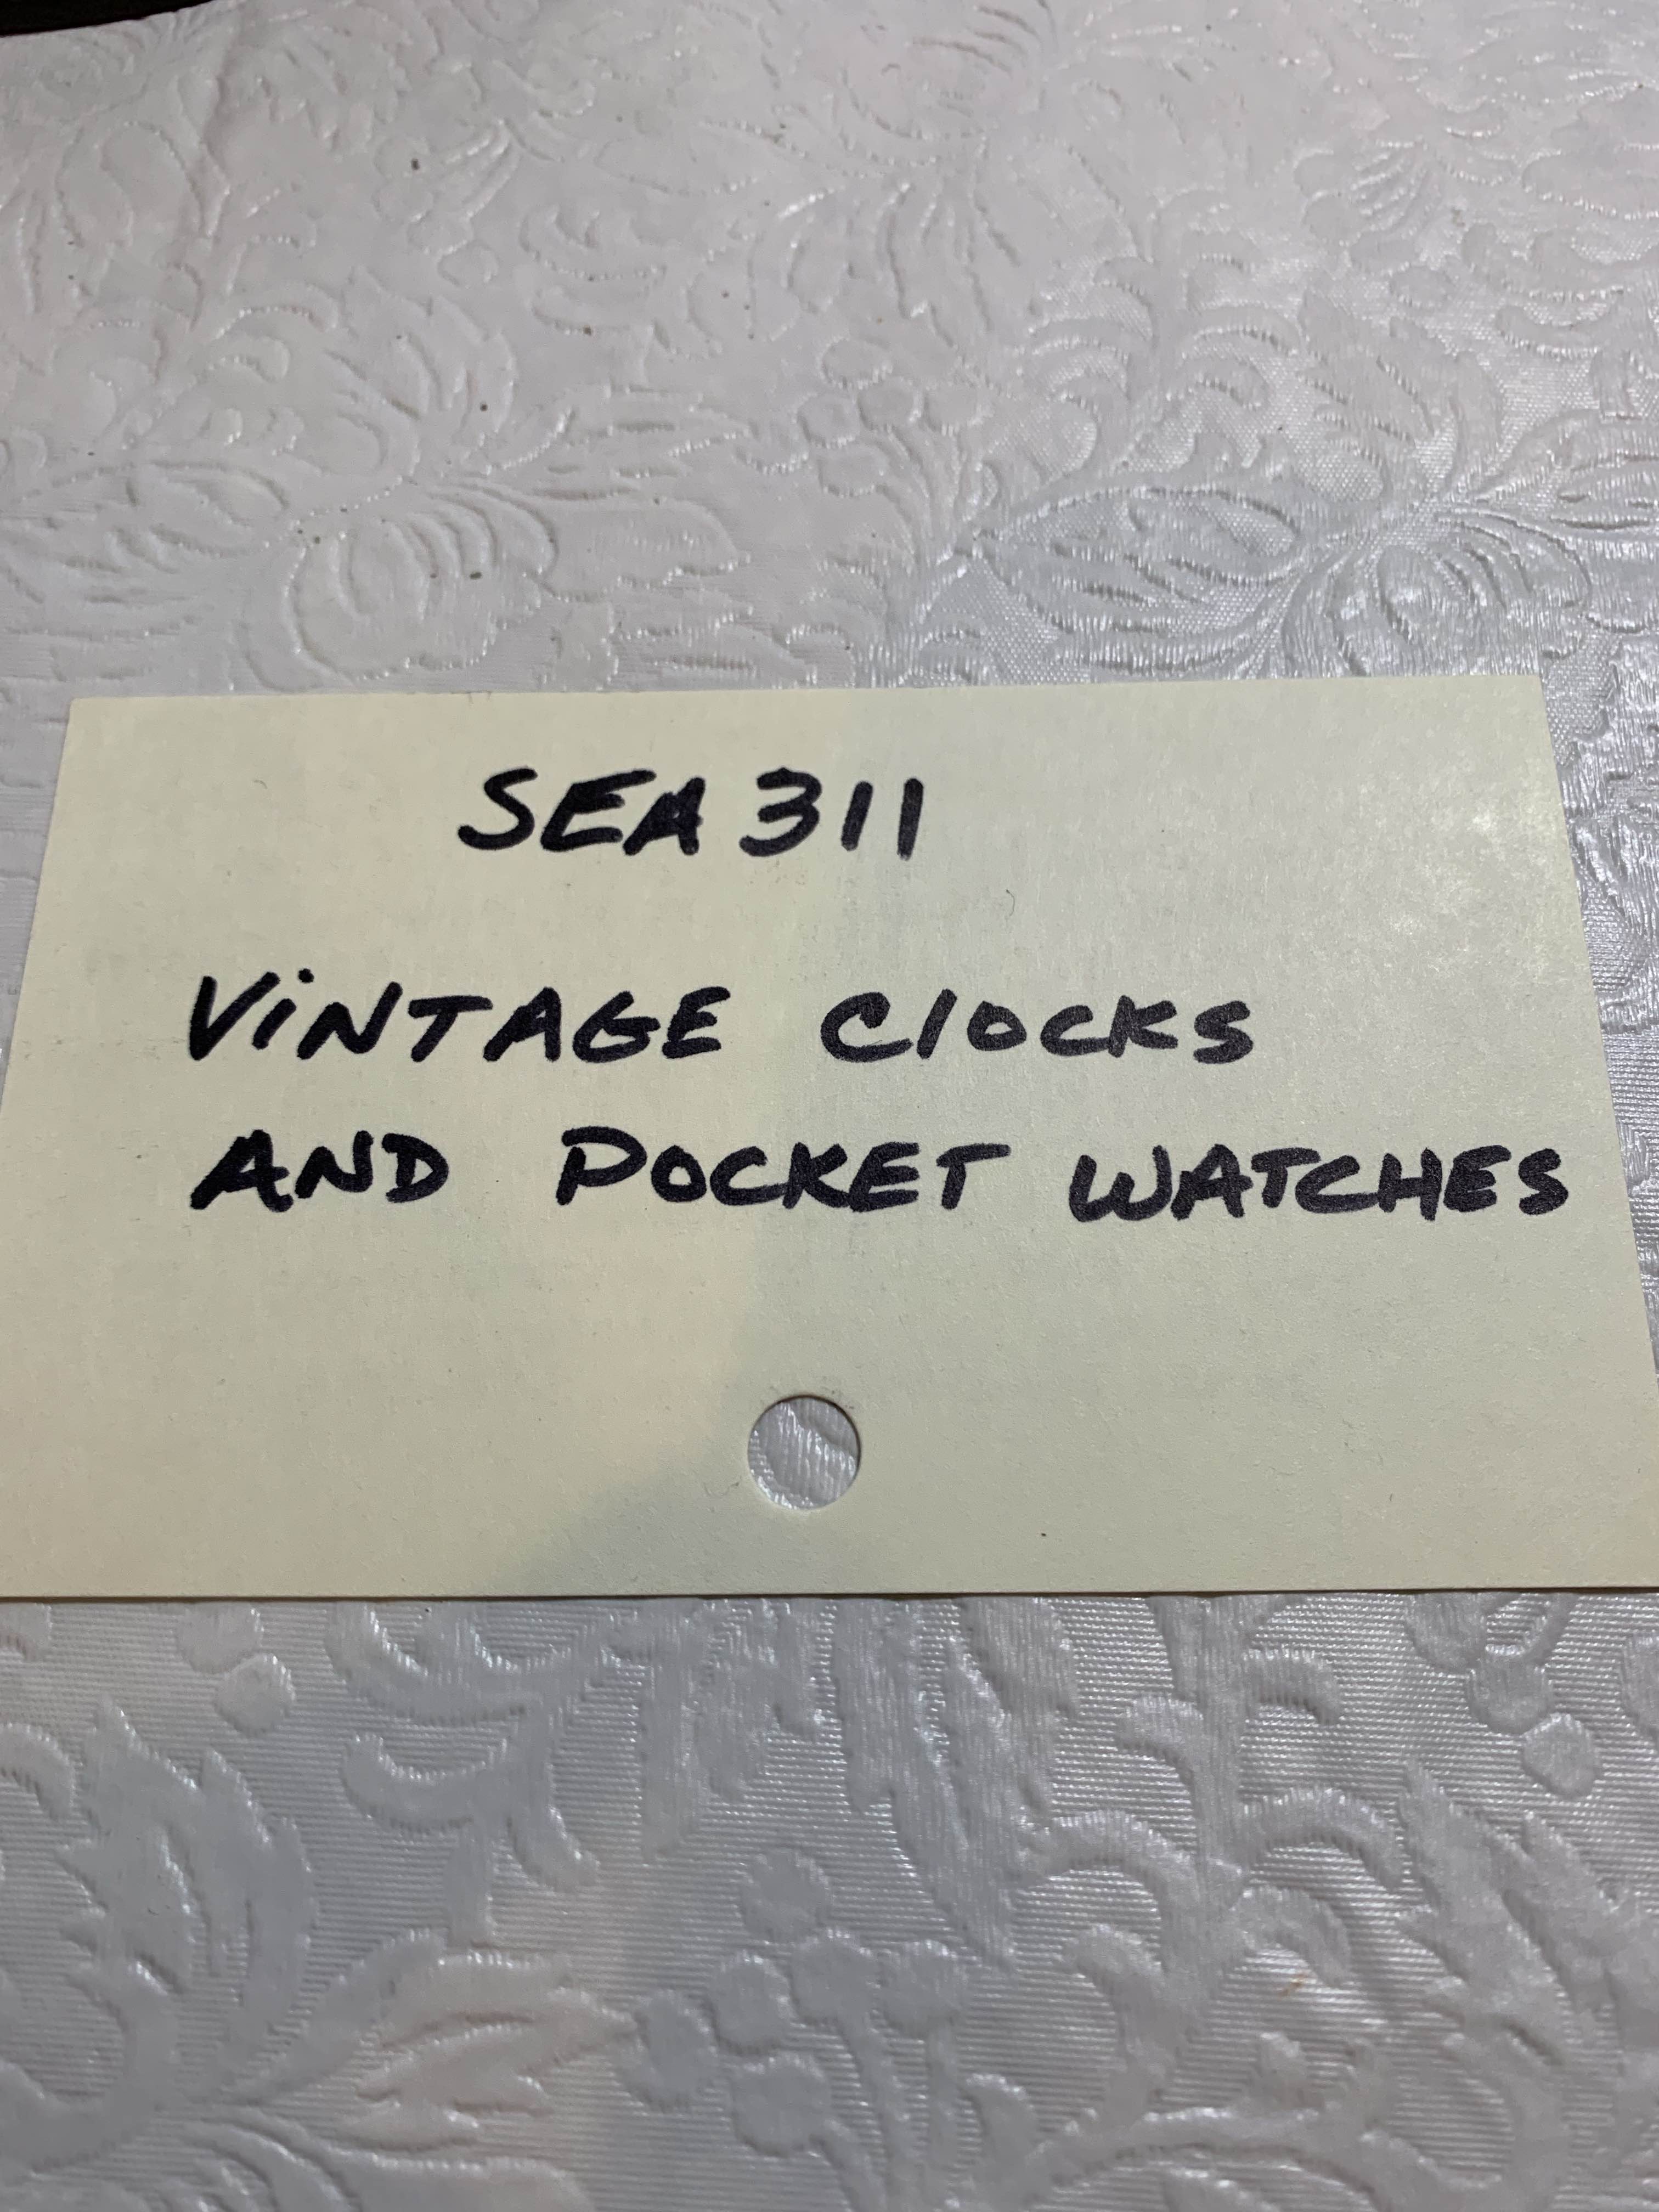 SEA 311
ViNTAGE ClOCKS
AND POCKET WATCHES